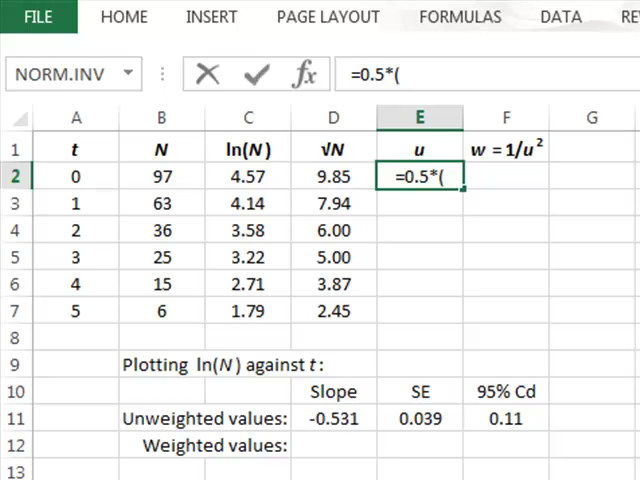 FILE HOME INSERT PAGE LAYOUT FORMULAS DATA
NORM.INV fx =0.5*(
A B C D E F G
1 t N ln(N) √N u w = 1/u²
2 0 97 4.57 9.85 =0.5*(
3 1 63 4.14 7.94
4 2 36 3.58 6.00
5 3 25 3.22 5.00
6 4 15 2.71 3.87
7 5 6 1.79 2.45
8
9 Plotting ln(N) against t:
10 Slope SE 95% Cd
11 Unweighted values: -0.531 0.039 0.11
12 Weighted values:
13